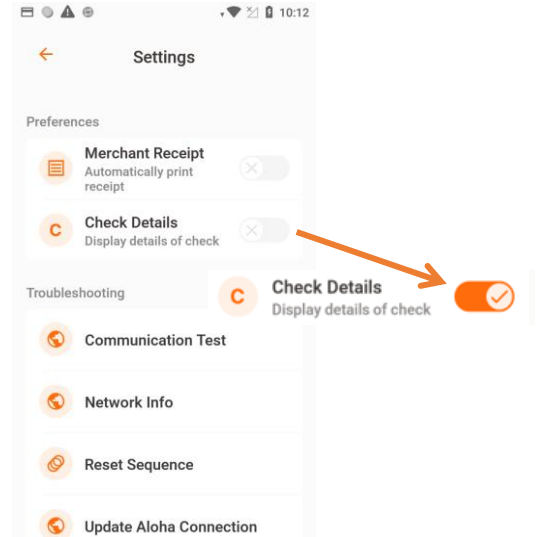 10:12
Settings
Preferences
Merchant Receipt
Automatically print
receipt
C
Check Details
Display details of check
Troubleshooting
C
Check Details
Display details of check
Communication Test
Network Info
Reset Sequence
Update Aloha Connection